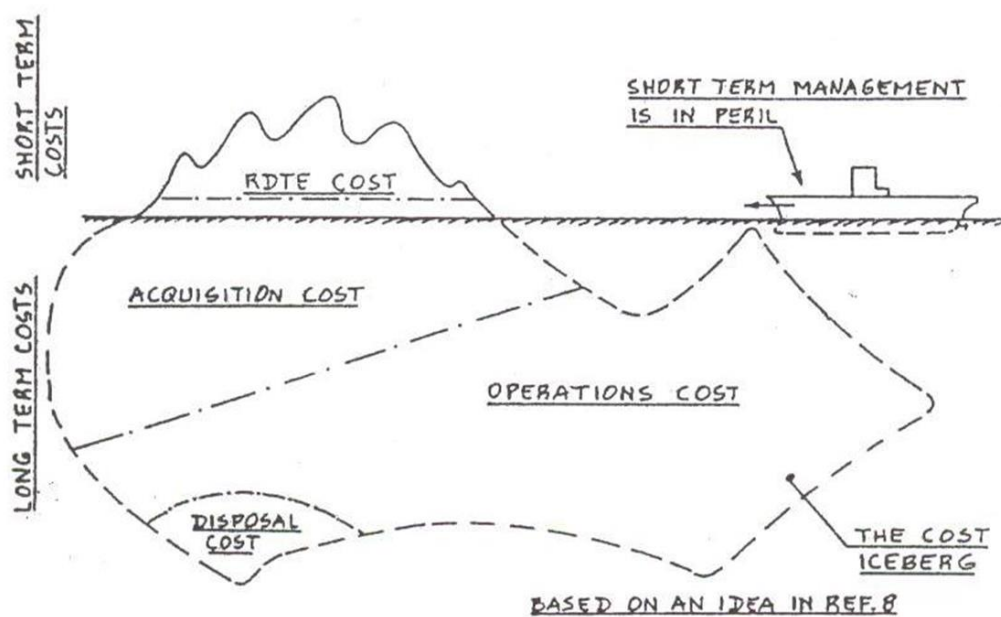 SHORT TERM
COSTS
SHORT TERM MANAGEMENT
IS IN PERIL
RDTE COST
LONG TERM COSTS
ACQUISITION COST
OPERATIONS COST
DISPOSAL
COST
THE COST
ICEBERG
BASED ON AN IDEA IN REF. 8